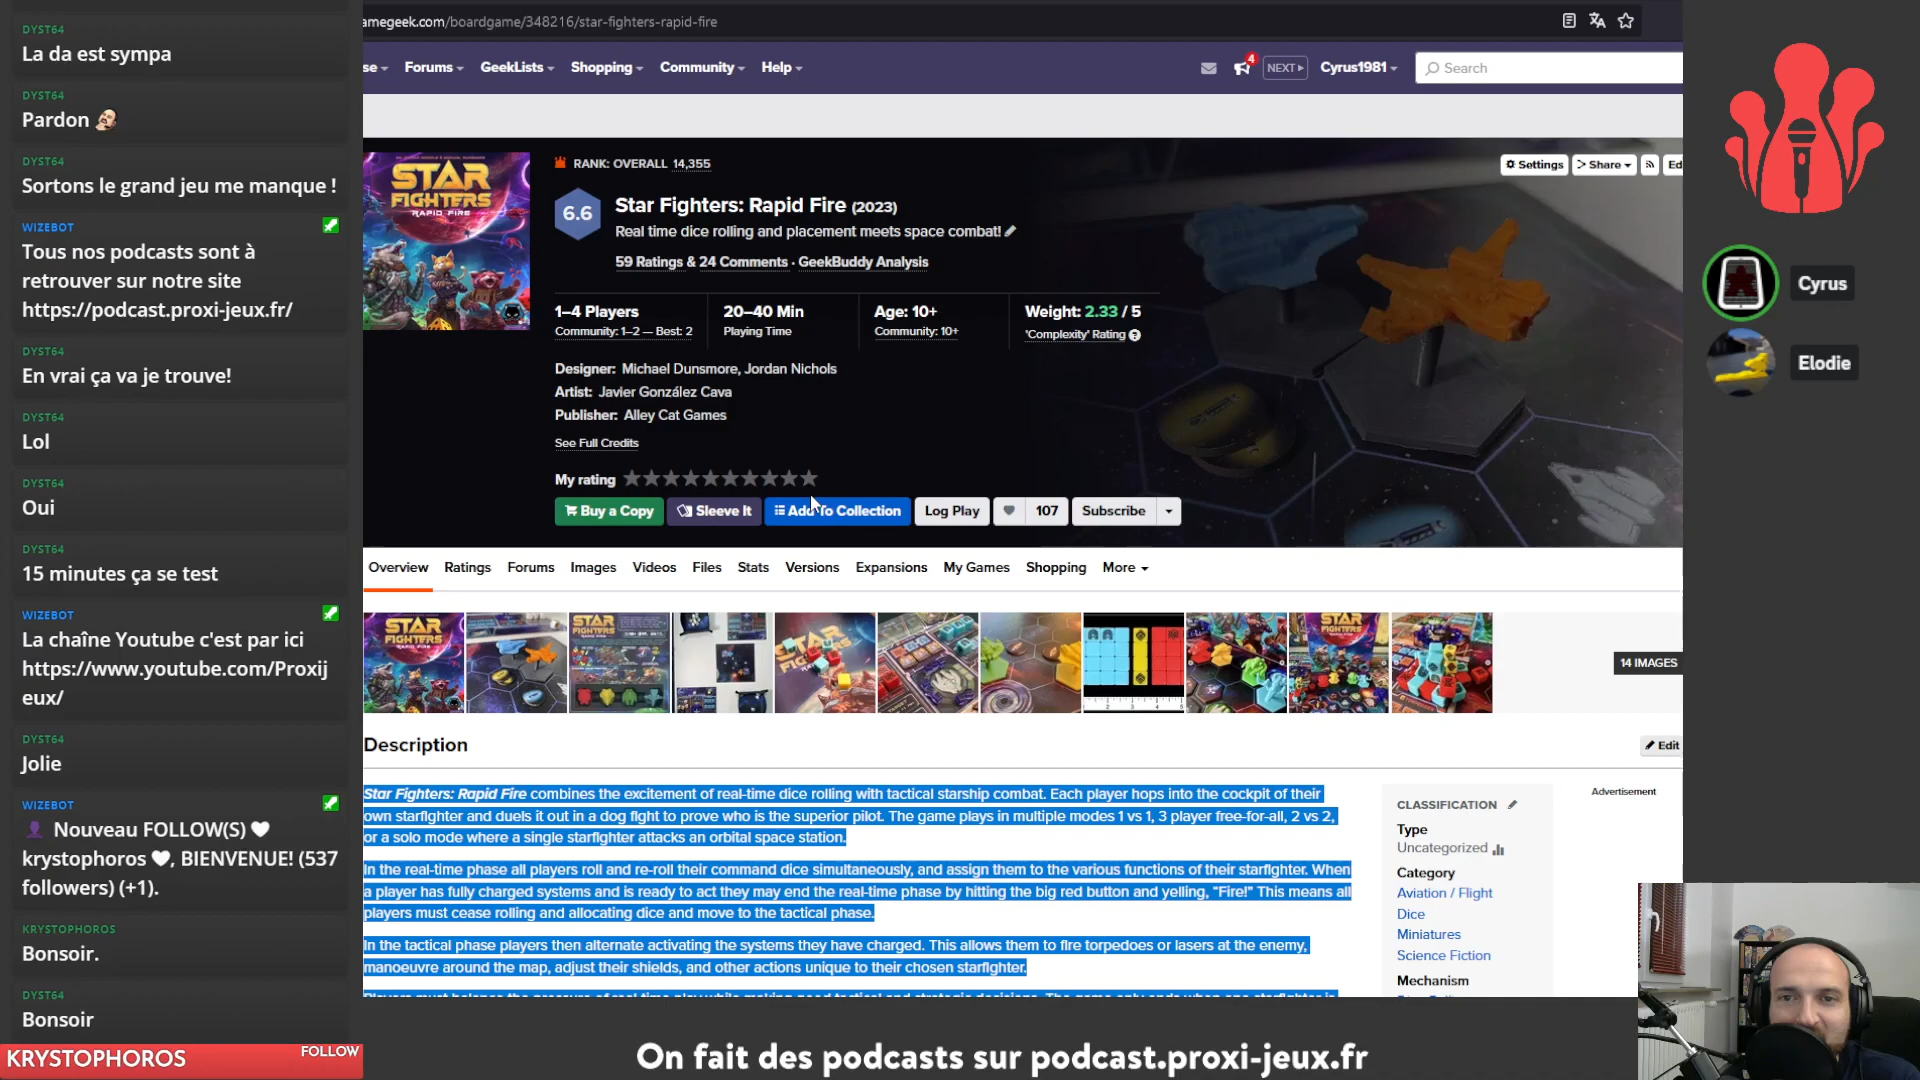 DYST64
La da est sympa
DYST64
Pardon
DYST64
Sortons le grand jeu me manque !
WIZEBOT
Tous nos podcasts sont à
retrouver sur notre site
https://podcast.proxi-jeux.fr/
DYST64
En vrai ça va je trouve!
DYST64
Lol
DYST64
Oui
DYST64
15 minutes ça se test
WIZEBOT
La chaîne Youtube c'est par ici
https://www.youtube.com/Proxij
eux/
DYST64
Jolie
WIZEBOT
Nouveau FOLLOW(S)
krystophoros , BIENVENUE! (537
followers) (+1).
KRYSTOPHOROS
Bonsoir.
DYST64
Bonsoir
KRYSTOPHOROS FOLLOW
amegeek.com/boardgame/348216/star-fighters-rapid-fire
se Forums GeekLists Shopping Community Help 4 NEXT Cyrus1981 Search
STAR FIGHTERS RAPID FIRE
RANK: OVERALL 14,355
Settings Share Ed
6.6 Star Fighters: Rapid Fire (2023)
Real time dice rolling and placement meets space combat!
59 Ratings & 24 Comments · GeekBuddy Analysis
1–4 Players 20–40 Min Age: 10+ Weight: 2.33 / 5
Community: 1–2 — Best: 2 Playing Time Community: 10+ 'Complexity' Rating
Designer: Michael Dunsmore, Jordan Nichols
Artist: Javier González Cava
Publisher: Alley Cat Games
See Full Credits
My rating
Buy a Copy Sleeve It Add To Collection Log Play 107 Subscribe
Overview Ratings Forums Images Videos Files Stats Versions Expansions My Games Shopping More
14 IMAGES
Description
Edit
Star Fighters: Rapid Fire combines the excitement of real-time dice rolling with tactical starship combat. Each player hops into the cockpit of their
own starfighter and duels it out in a dog fight to prove who is the superior pilot. The game plays in multiple modes 1 vs 1, 3 player free-for-all, 2 vs 2,
or a solo mode where a single starfighter attacks an orbital space station.
In the real-time phase all players roll and re-roll their command dice simultaneously, and assign them to the various functions of their starfighter. When
a player has fully charged systems and is ready to act they may end the real-time phase by hitting the big red button and yelling, "Fire!" This means all
players must cease rolling and allocating dice and move to the tactical phase.
In the tactical phase players then alternate activating the systems they have charged. This allows them to fire torpedoes or lasers at the enemy,
manoeuvre around the map, adjust their shields, and other actions unique to their chosen starfighter.
CLASSIFICATION
Type
Uncategorized
Category
Aviation / Flight
Dice
Miniatures
Science Fiction
Mechanism
Advertisement
Cyrus
Elodie
On fait des podcasts sur podcast.proxi-jeux.fr